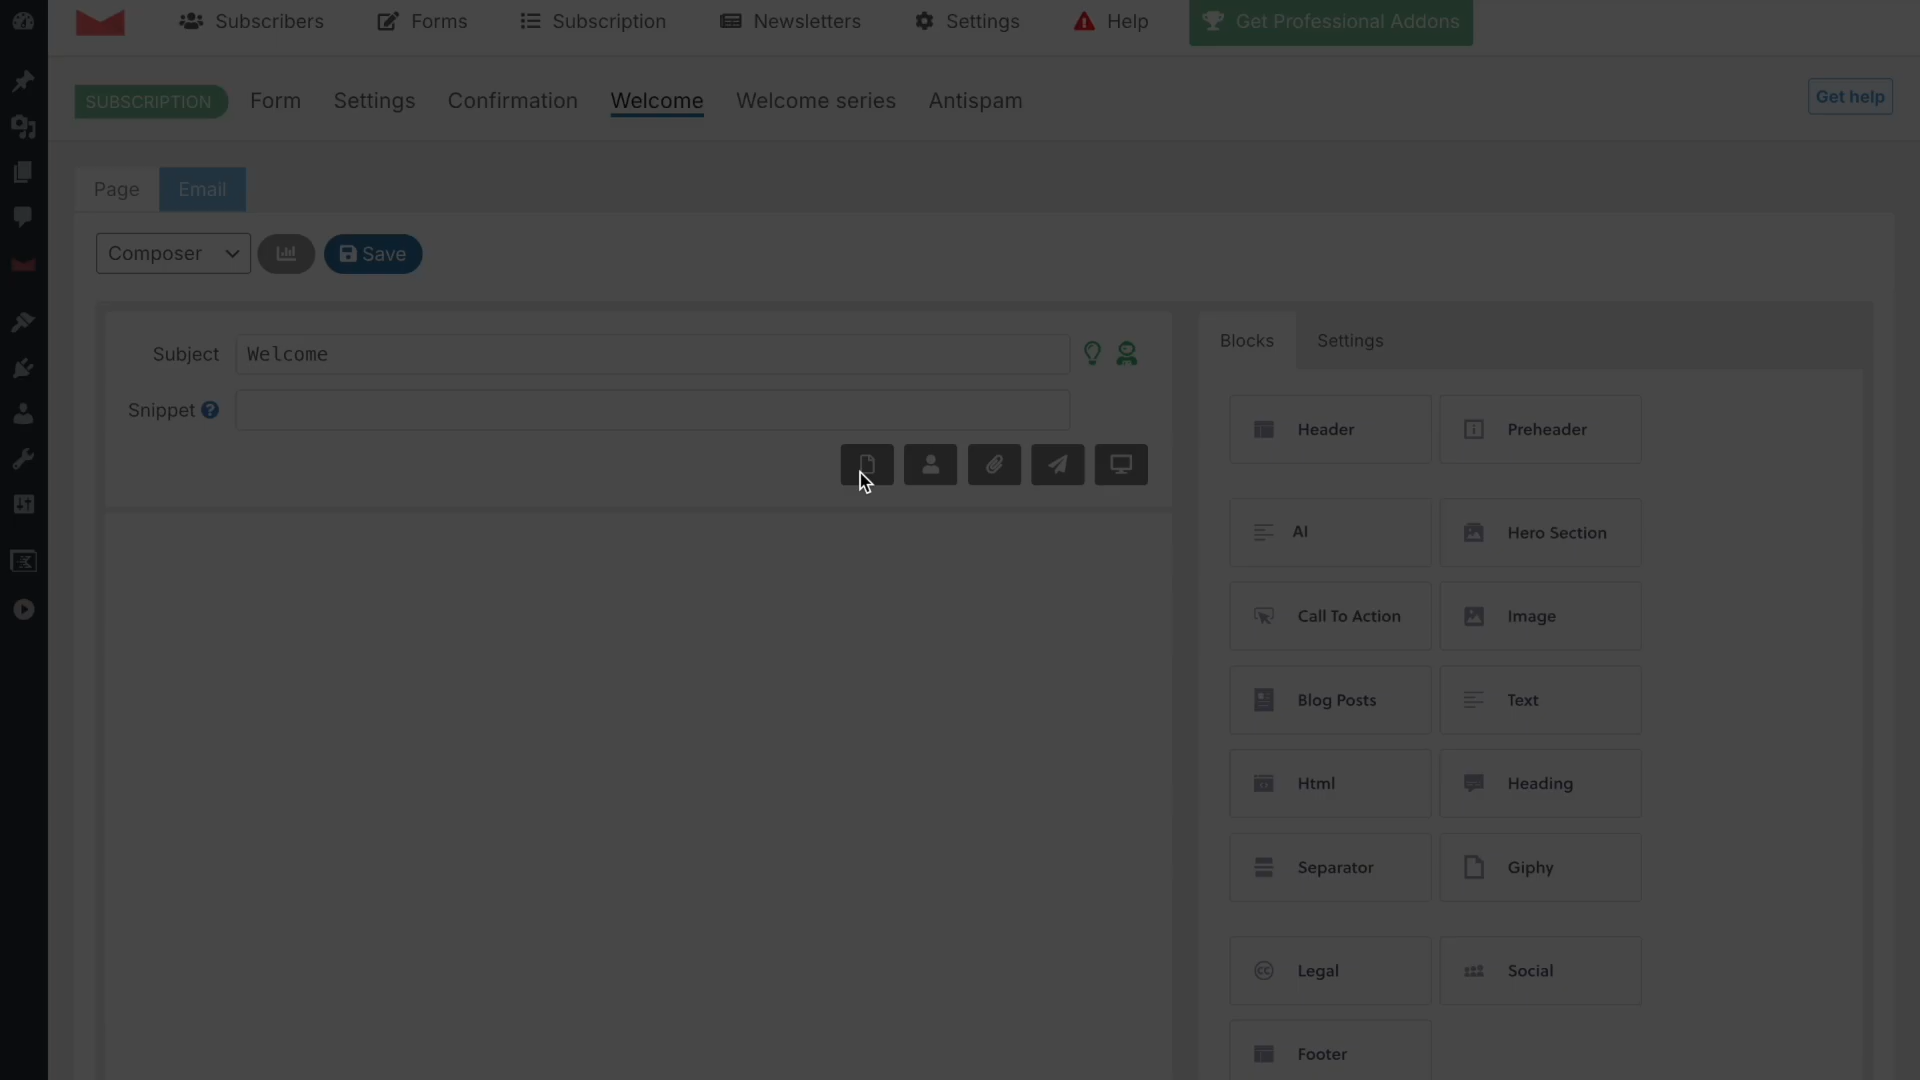 Subscribers Forms Subscription Newsletters Settings Help Get Professional Addons
SUBSCRIPTION Form Settings Confirmation Welcome Welcome series Antispam Get help
Page Email
Composer Save
Subject Welcome
Snippet ?
Blocks Settings
Header Preheader
AI Hero Section
Call To Action Image
Blog Posts Text
Html Heading
Separator Giphy
Legal Social
Footer